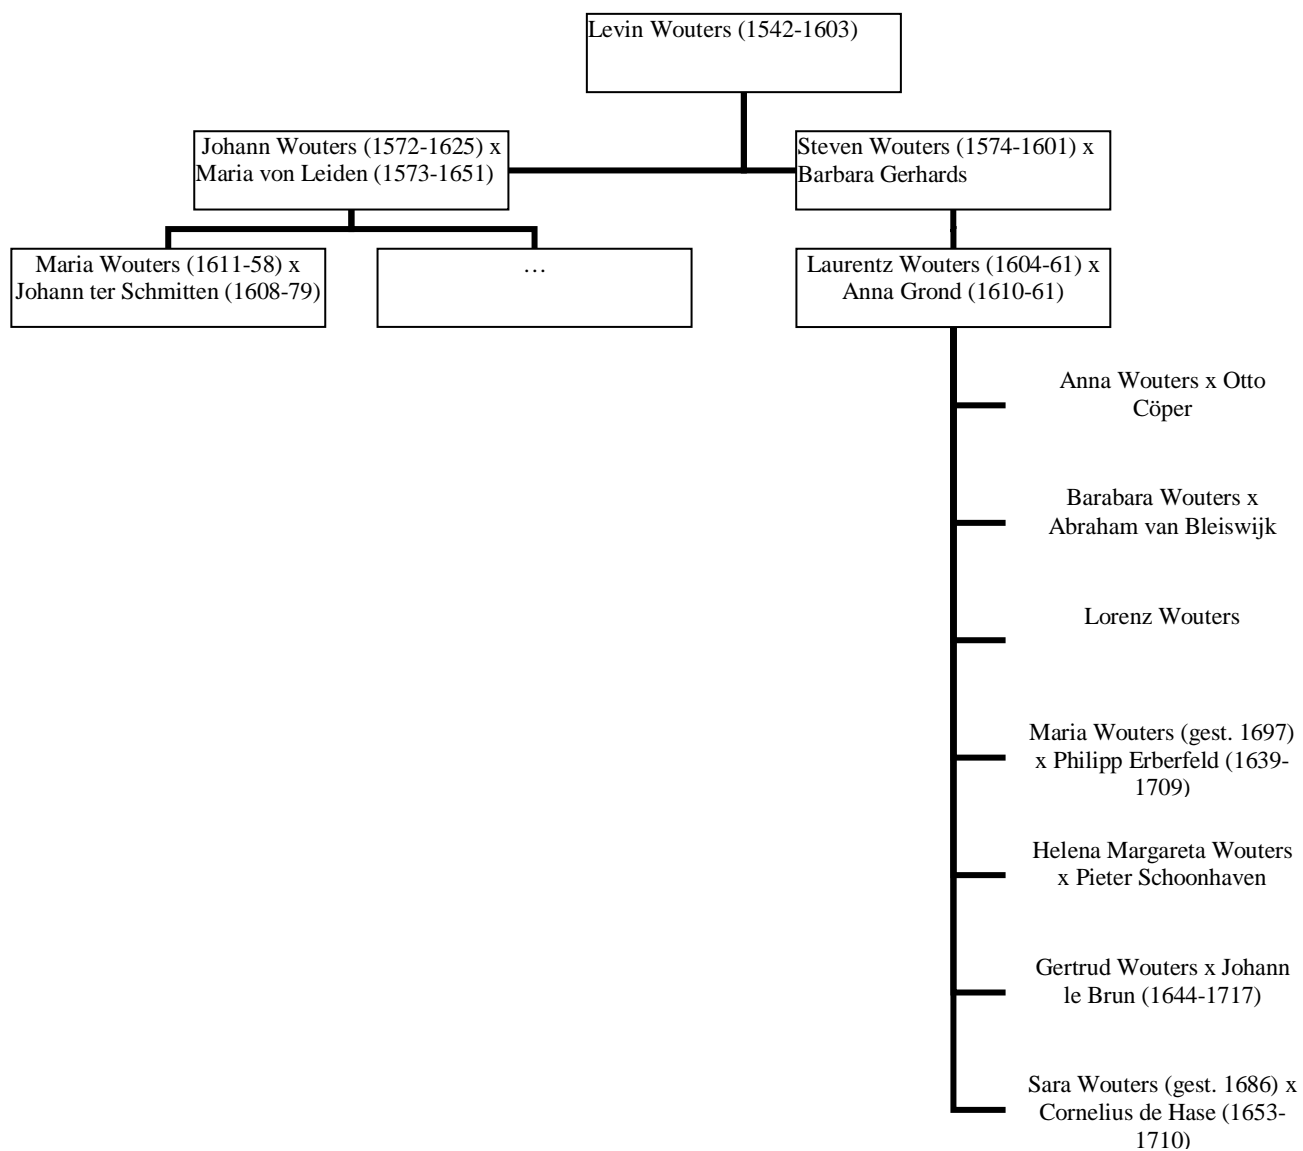 Levin Wouters (1542-1603)
Johann Wouters (1572-1625) x
Maria von Leiden (1573-1651)
Steven Wouters (1574-1601) x
Barbara Gerhards
Maria Wouters (1611-58) x
Johann ter Schmitten (1608-79)
…
Laurentz Wouters (1604-61) x
Anna Grond (1610-61)
Anna Wouters x Otto
Cöper
Barabara Wouters x
Abraham van Bleiswijk
Lorenz Wouters
Maria Wouters (gest. 1697)
x Philipp Erberfeld (1639-
1709)
Helena Margareta Wouters
x Pieter Schoonhaven
Gertrud Wouters x Johann
le Brun (1644-1717)
Sara Wouters (gest. 1686) x
Cornelius de Hase (1653-
1710)